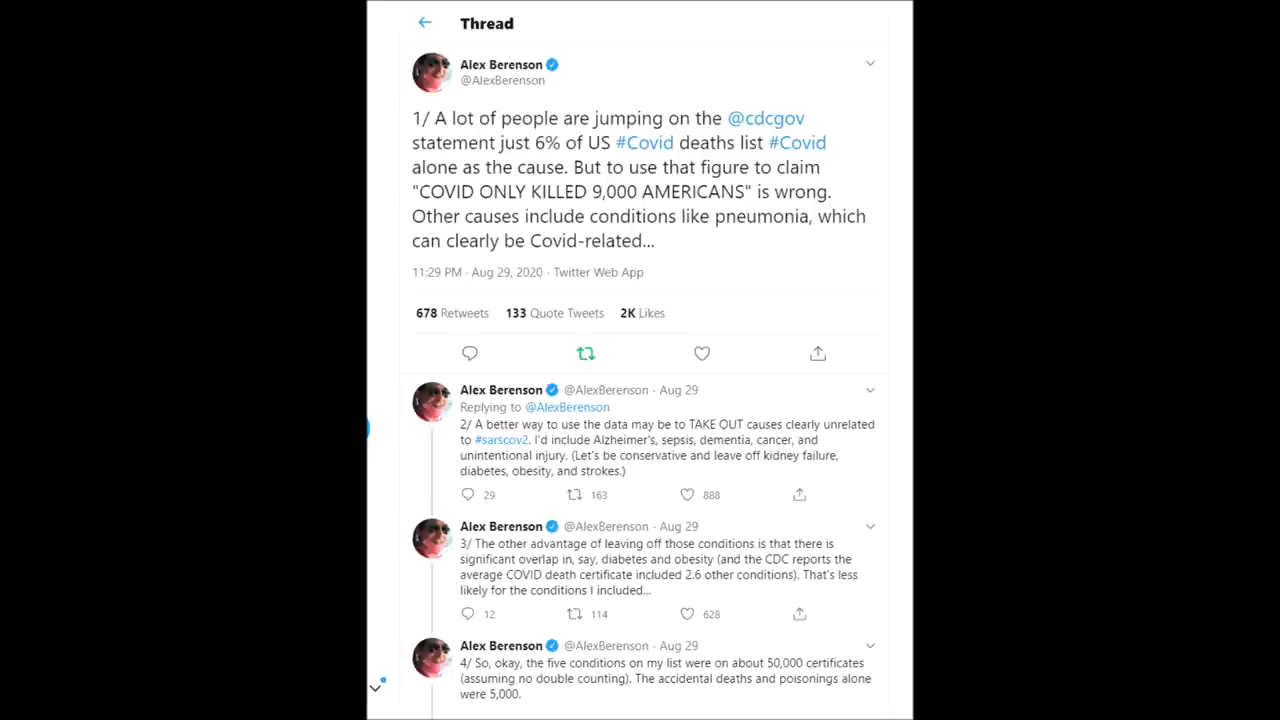 Thread
Alex Berenson
@AlexBerenson
1/ A lot of people are jumping on the @cdcgov
statement just 6% of US #Covid deaths list #Covid
alone as the cause. But to use that figure to claim
"COVID ONLY KILLED 9,000 AMERICANS" is wrong.
Other causes include conditions like pneumonia, which
can clearly be Covid-related...
11:29 PM · Aug 29, 2020 · Twitter Web App
678 Retweets 133 Quote Tweets 2K Likes
Alex Berenson @AlexBerenson · Aug 29
Replying to @AlexBerenson
2/ A better way to use the data may be to TAKE OUT causes clearly unrelated
to #sarscov2. I'd include Alzheimer's, sepsis, dementia, cancer, and
unintentional injury. (Let's be conservative and leave off kidney failure,
diabetes, obesity, and strokes.)
29 163 888
Alex Berenson @AlexBerenson · Aug 29
3/ The other advantage of leaving off those conditions is that there is
significant overlap in, say, diabetes and obesity (and the CDC reports the
average COVID death certificate included 2.6 other conditions). That's less
likely for the conditions I included...
12 114 628
Alex Berenson @AlexBerenson · Aug 29
4/ So, okay, the five conditions on my list were on about 50,000 certificates
(assuming no double counting). The accidental deaths and poisonings alone
were 5,000.